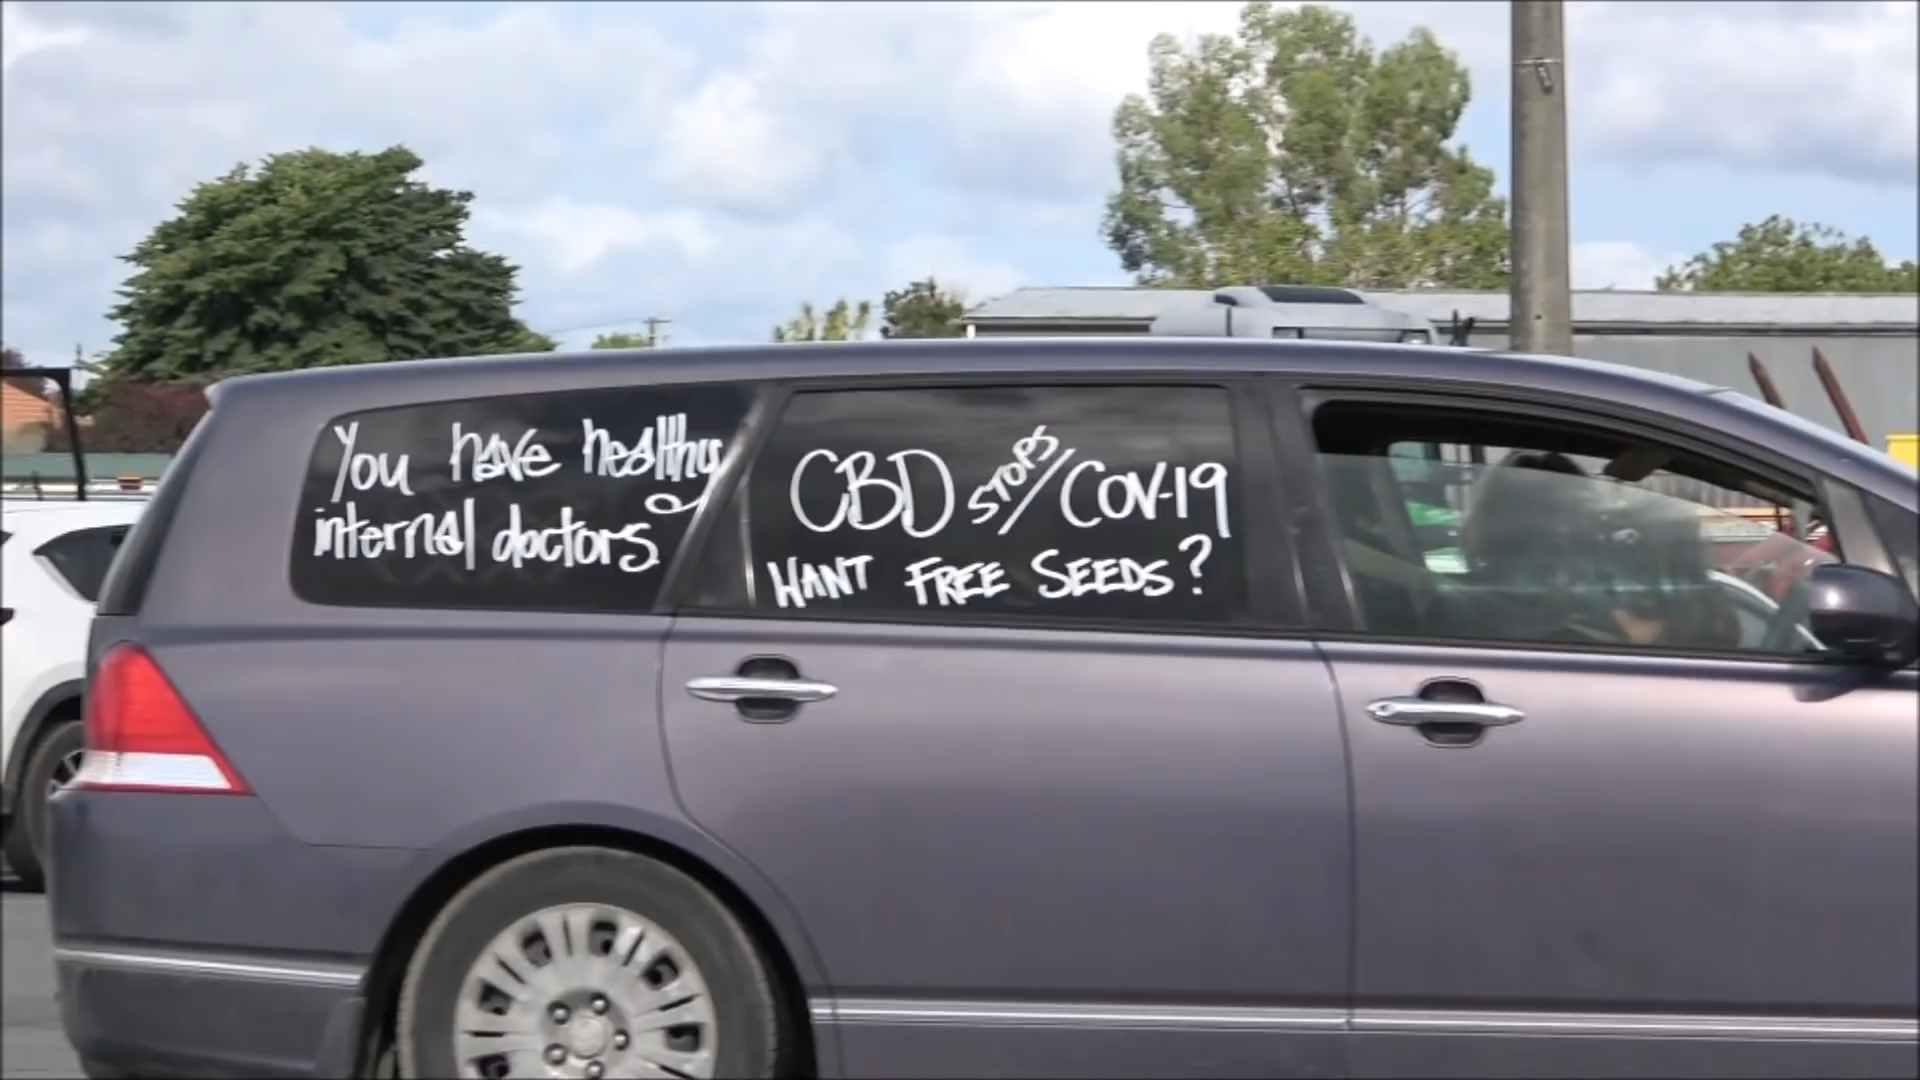 You have healthy
internal doctors.
CBD STOPS/COV-19
WANT FREE SEEDS?